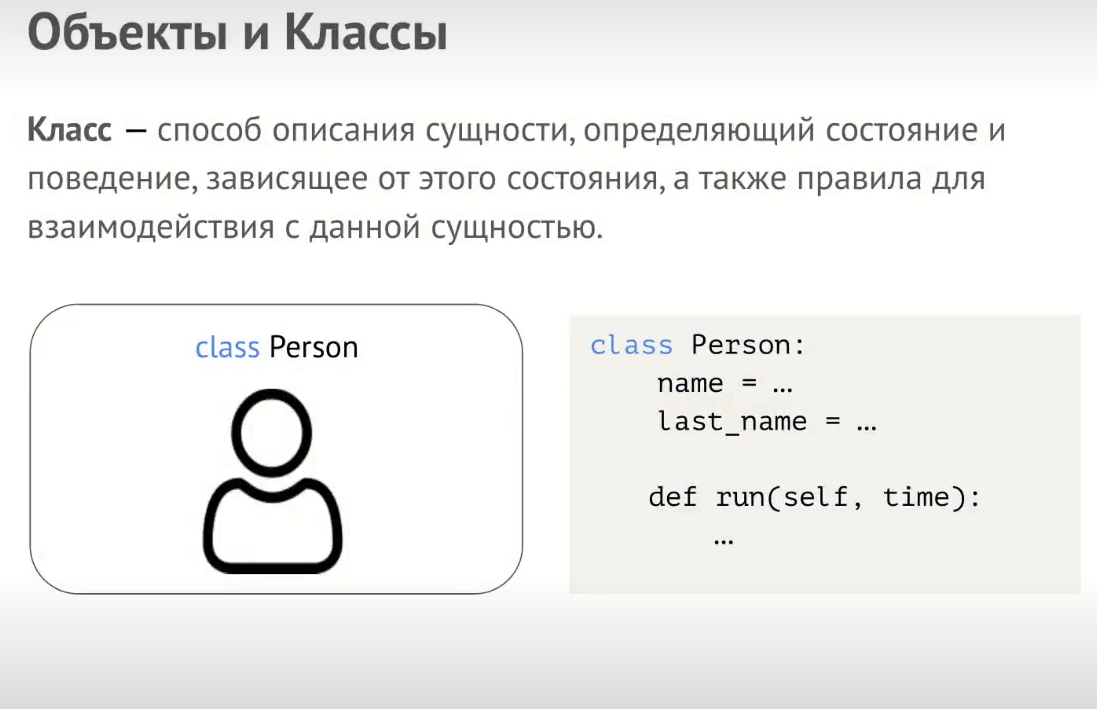 Объекты и Классы
Класс — способ описания сущности, определяющий состояние и
поведение, зависящее от этого состояния, а также правила для
взаимодействия с данной сущностью.
class Person
class Person:
name = …
last_name = …
def run(self, time):
…